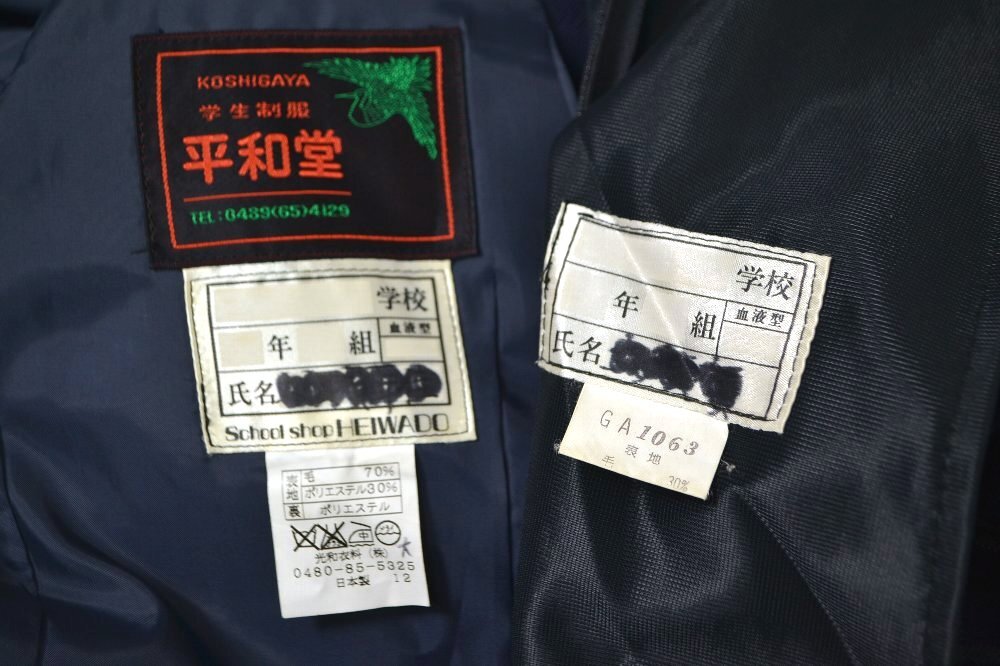 KOSHIGAYA
学生制服
平和堂
TEL:0489(65)4129
学校
年 組 血液型
氏名
School shop HEIWADO
表地 毛 70%
ポリエステル30%
裏 ポリエステル
中
光和衣料(株)
0480-85-5325
日本製 12
学校
年 組 血液型
氏名
GA1063
表地
毛 30%